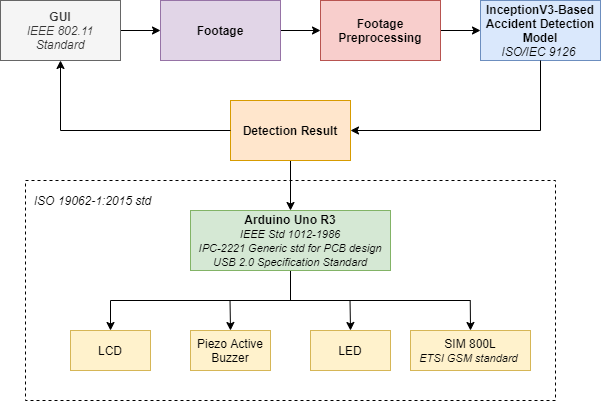 GUI
IEEE 802.11
Standard
Footage
Footage
Preprocessing
InceptionV3-Based
Accident Detection
Model
ISO/IEC 9126
Detection Result
ISO 19062-1:2015 std
Arduino Uno R3
IEEE Std 1012-1986
IPC-2221 Generic std for PCB design
USB 2.0 Specification Standard
LCD
Piezo Active
Buzzer
LED
SIM 800L
ETSI GSM standard